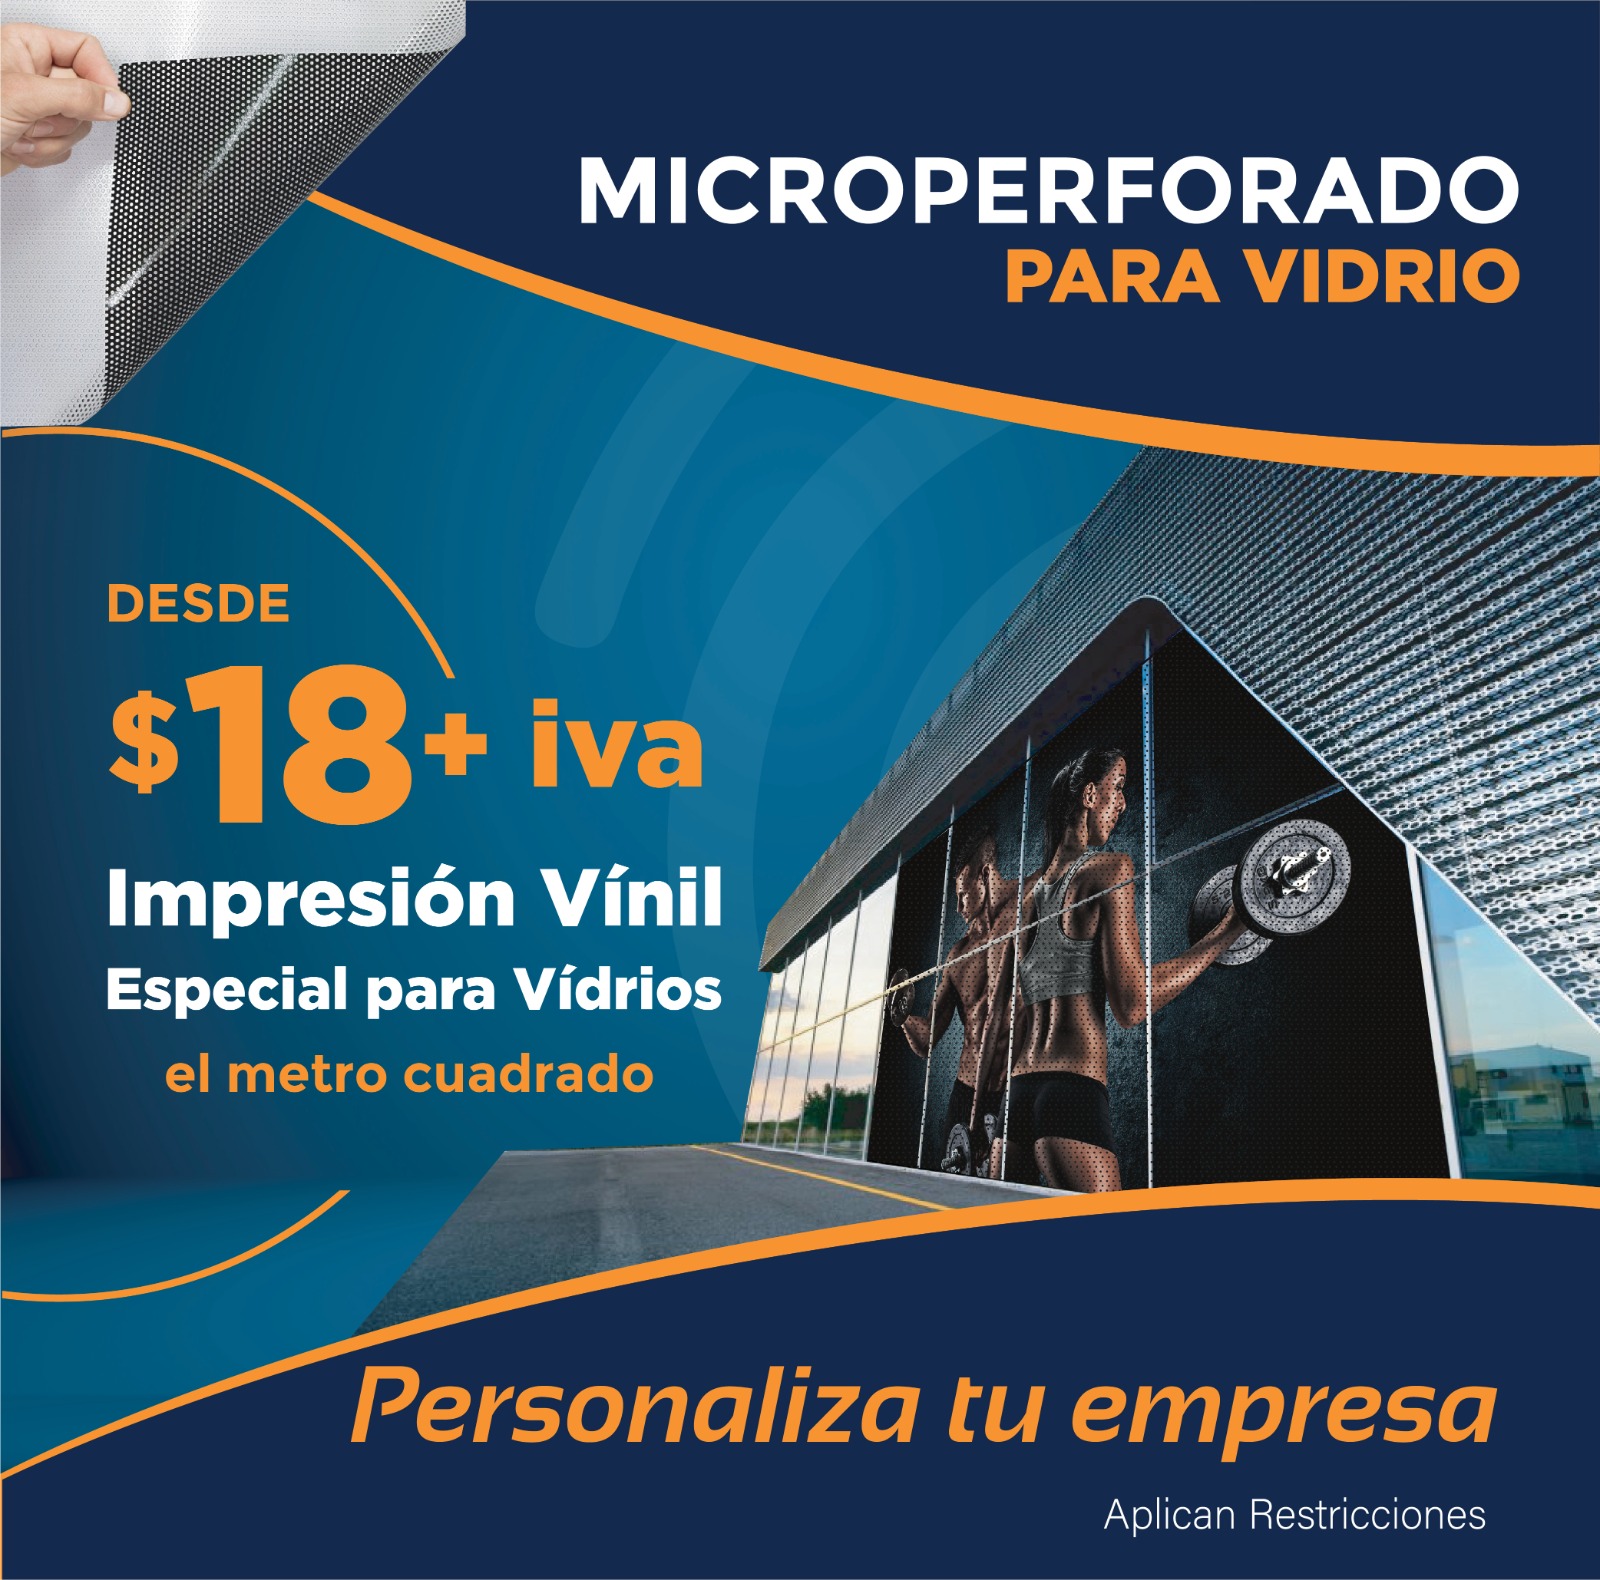 MICROPERFORADO
PARA VIDRIO
DESDE
$18+ iva
Impresión Vínil
Especial para Vídrios
el metro cuadrado
Personaliza tu empresa
Aplican Restricciones